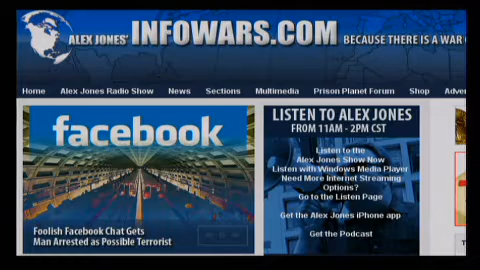 ALEX JONES' INFOWARS.COM BECAUSE THERE IS A WAR
Home Alex Jones Radio Show News Sections Multimedia Prison Planet Forum Shop
facebook
Foolish Facebook Chat Gets
Man Arrested as Possible Terrorist
LISTEN TO ALEX JONES
FROM 11AM - 2PM CST
Listen to the
Alex Jones Show Now
Listen with Windows Media Player
Need More Internet Streaming
Options?
Go to the Listen Page
Get the Alex Jones iPhone app
Get the Podcast